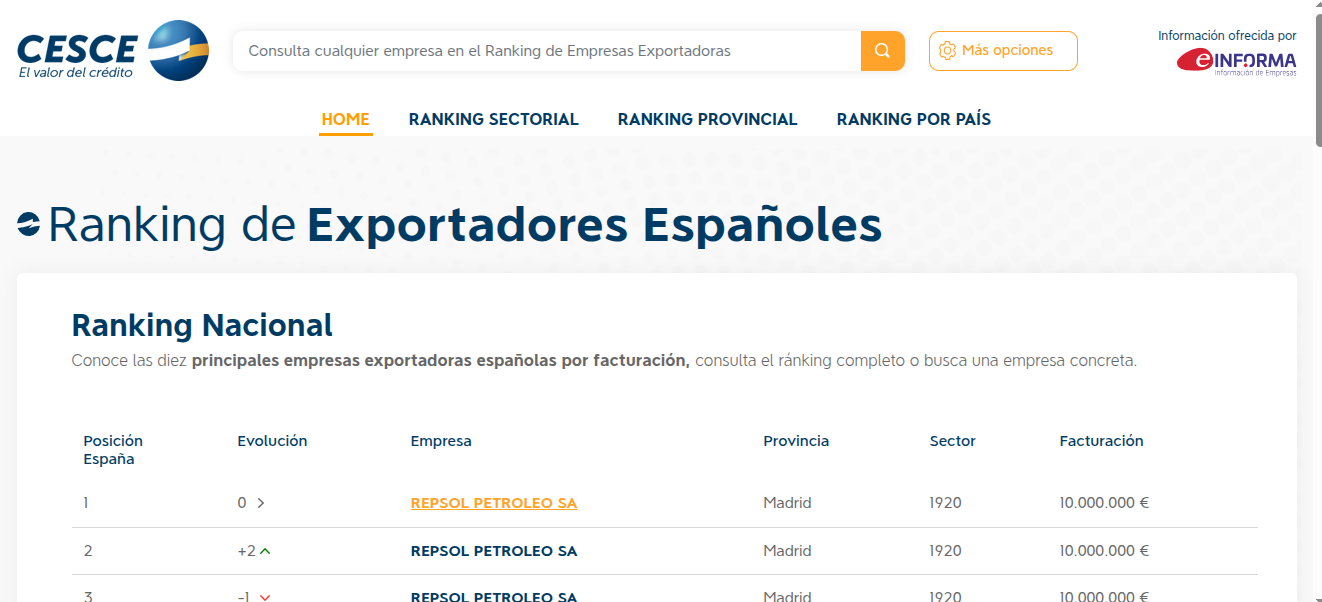 CESCE
El valor del crédito
Consulta cualquier empresa en el Ranking de Empresas Exportadoras
Más opciones
Información ofrecida por
eINFORMA
Información de Empresas
HOME RANKING SECTORIAL RANKING PROVINCIAL RANKING POR PAÍS
Ranking de Exportadores Españoles
Ranking Nacional
Conoce las diez principales empresas exportadoras españolas por facturación, consulta el ránking completo o busca una empresa concreta.
Posición España Evolución Empresa Provincia Sector Facturación
1 0 REPSOL PETROLEO SA Madrid 1920 10.000.000 €
2 +2 REPSOL PETROLEO SA Madrid 1920 10.000.000 €
3 -1 REPSOL PETROLEO SA Madrid 1920 10.000.000 €